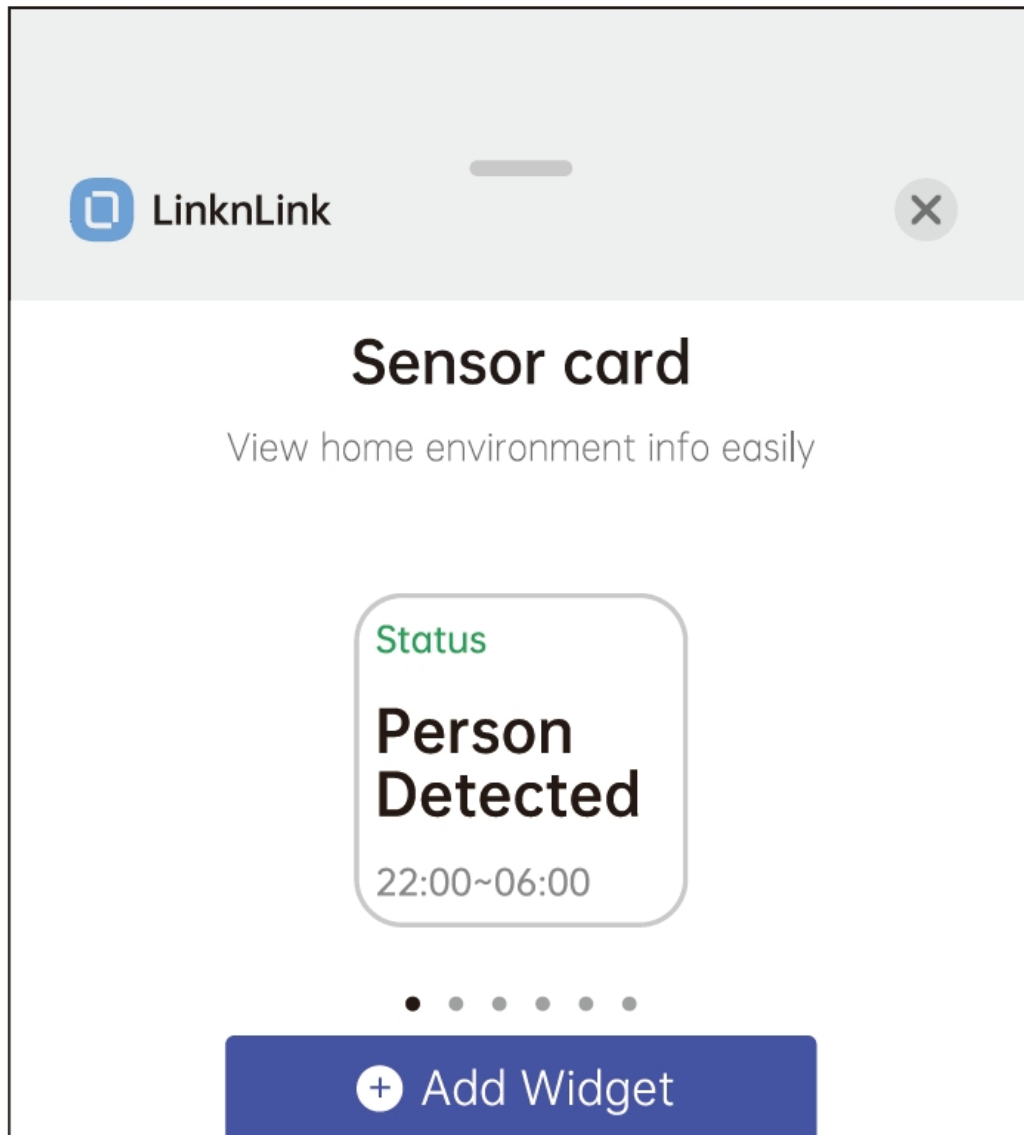 LinknLink
Sensor card
View home environment info easily
Status
Person
Detected
22:00~06:00
Add Widget